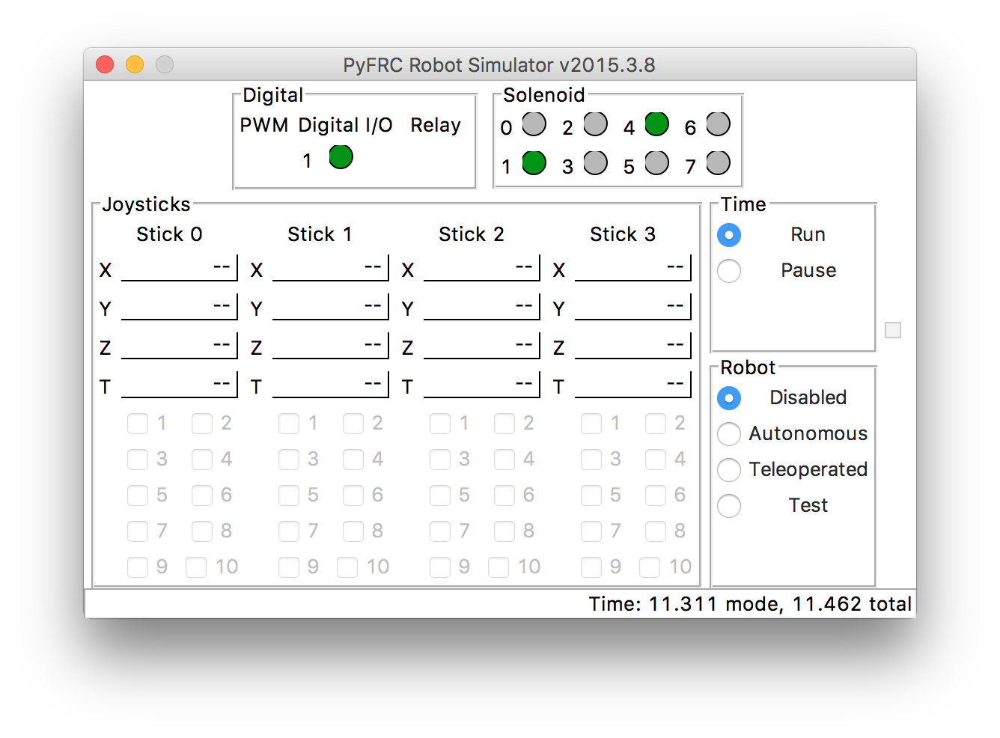 PyFRC Robot Simulator v2015.3.8
Digital
PWM Digital I/O Relay
1
Solenoid
0 2 4 6
1 3 5 7
Joysticks
Stick 0 Stick 1 Stick 2 Stick 3
X -- X -- X -- X --
Y -- Y -- Y -- Y --
Z -- Z -- Z -- Z --
T -- T -- T -- T --
1 2 1 2 1 2 1 2
3 4 3 4 3 4 3 4
5 6 5 6 5 6 5 6
7 8 7 8 7 8 7 8
9 10 9 10 9 10 9 10
Time
Run
Pause
Robot
Disabled
Autonomous
Teleoperated
Test
Time: 11.311 mode, 11.462 total